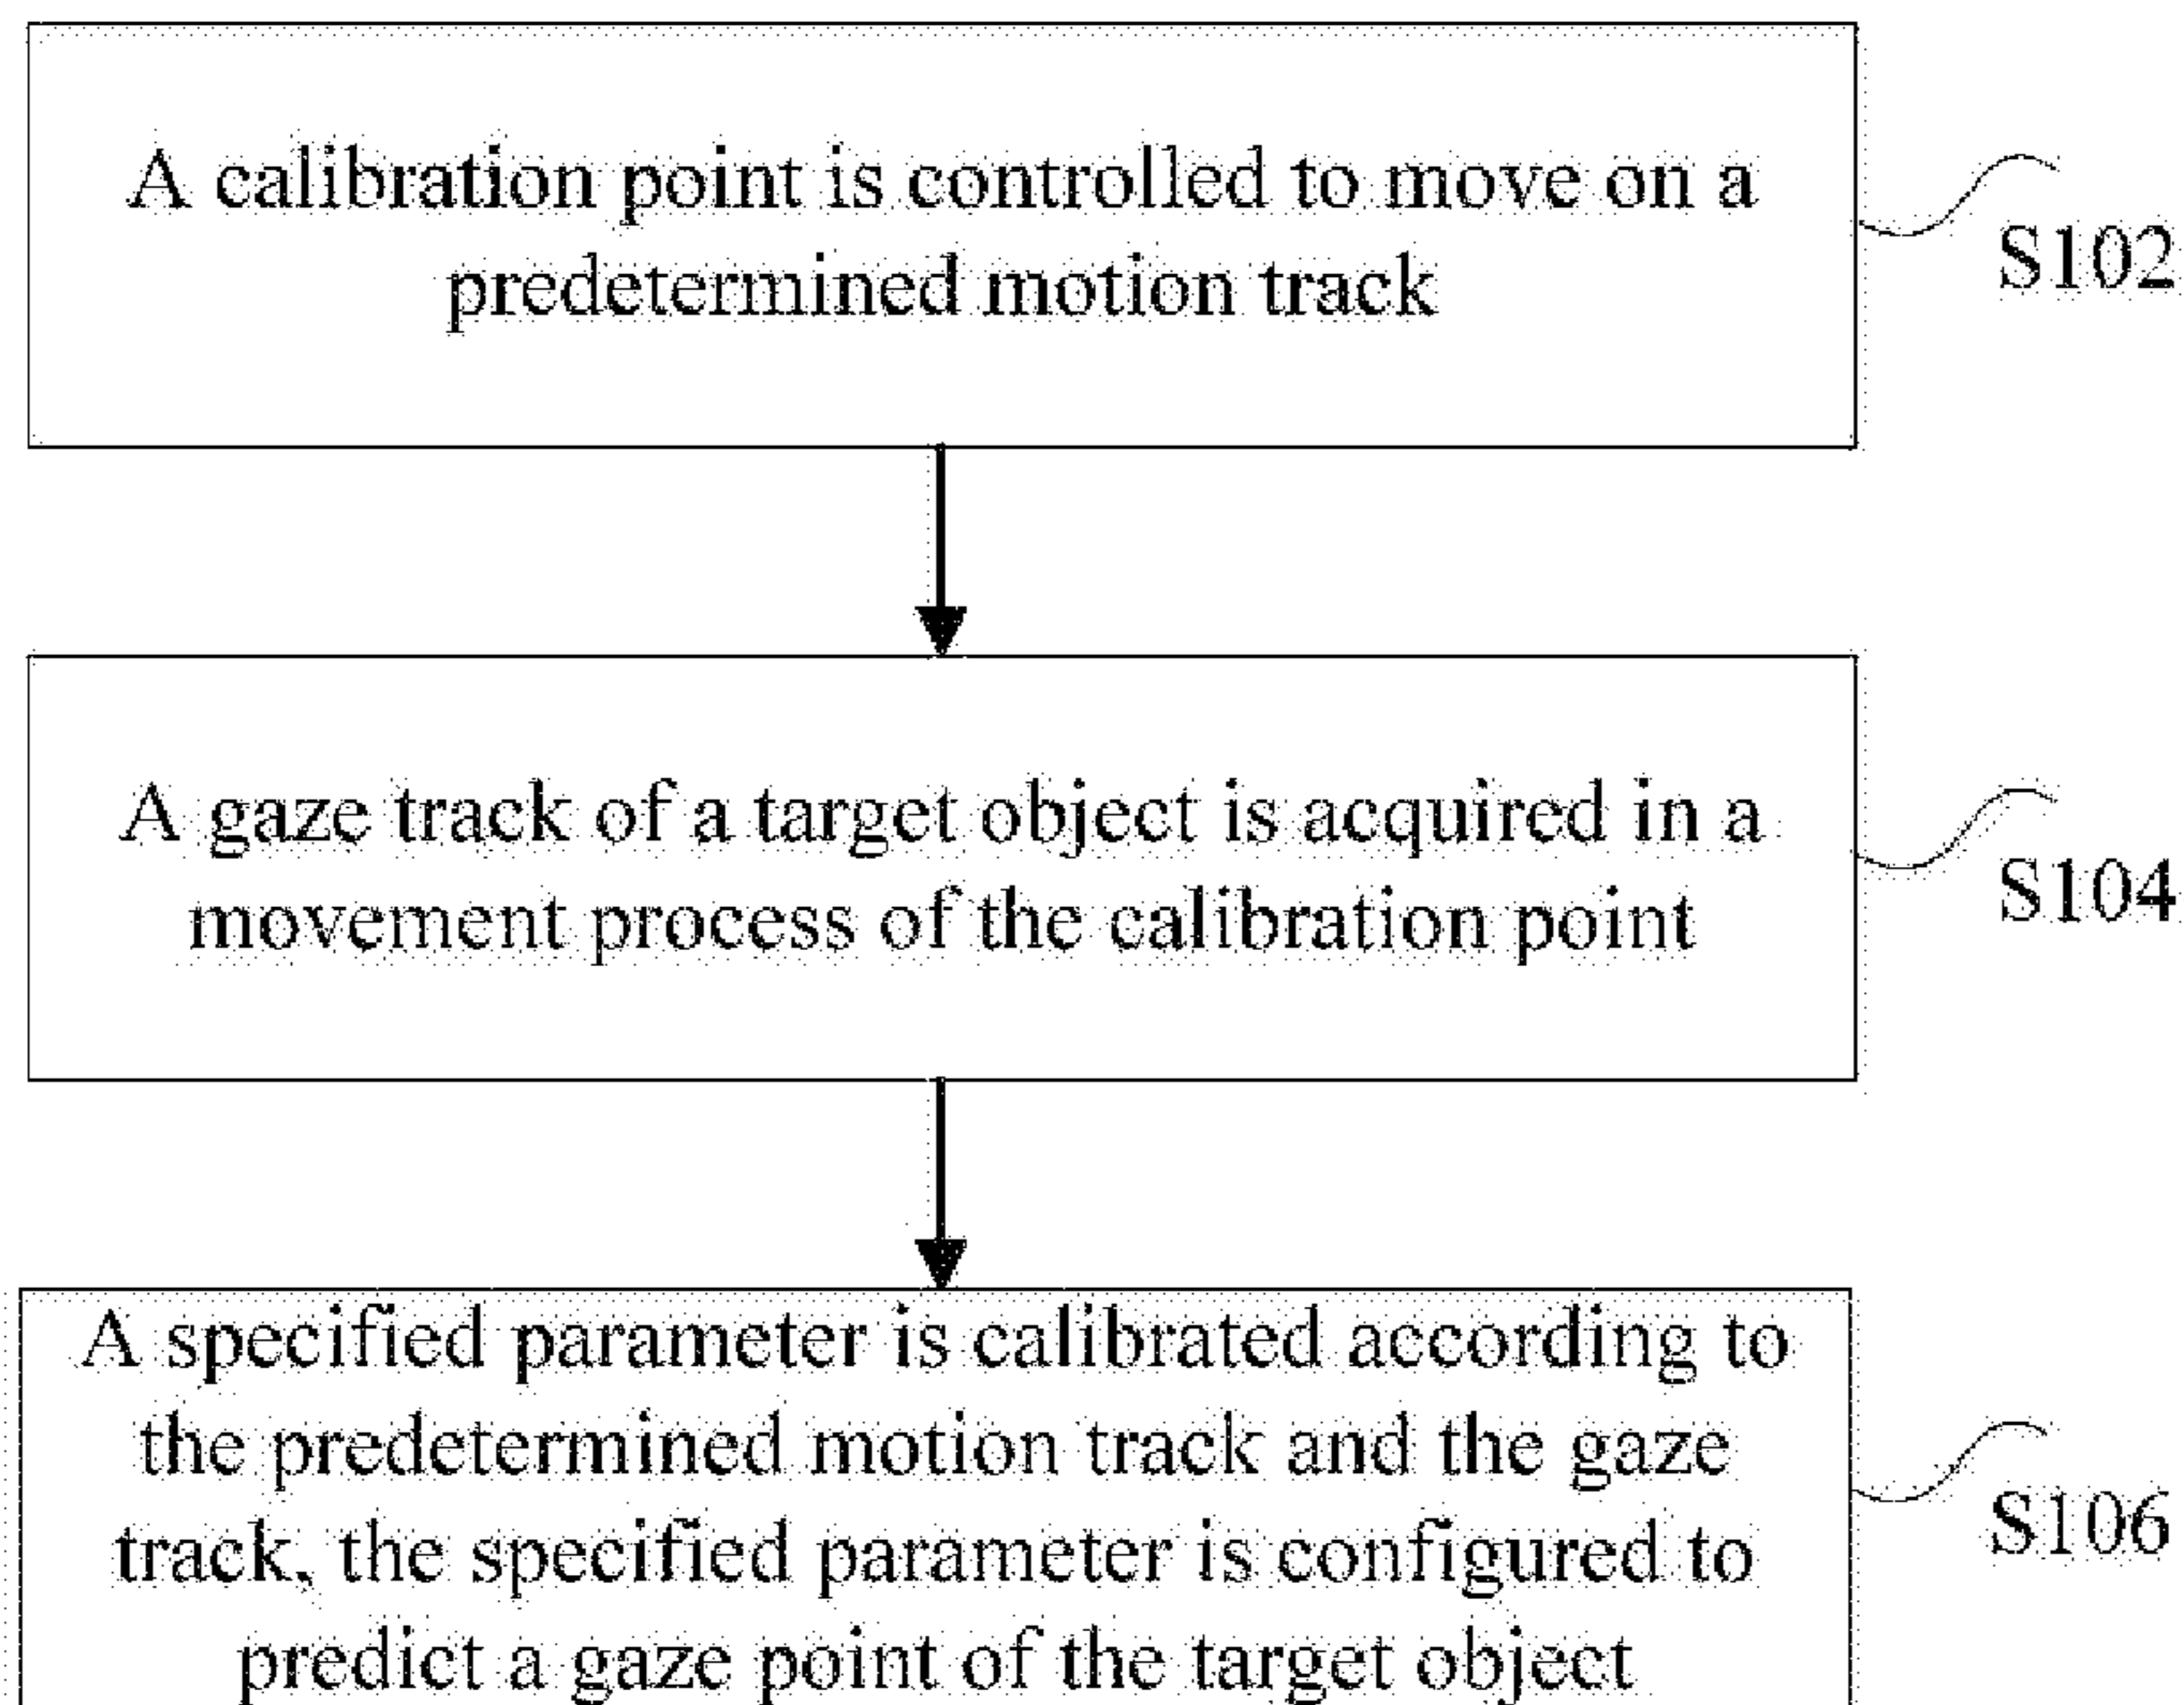 A calibration point is controlled to move on a
predetermined motion track
S102
A gaze track of a target object is acquired in a
movement process of the calibration point
S104
A specified parameter is calibrated according to
the predetermined motion track and the gaze
track, the specified parameter is configured to
predict a gaze point of the target object
S106